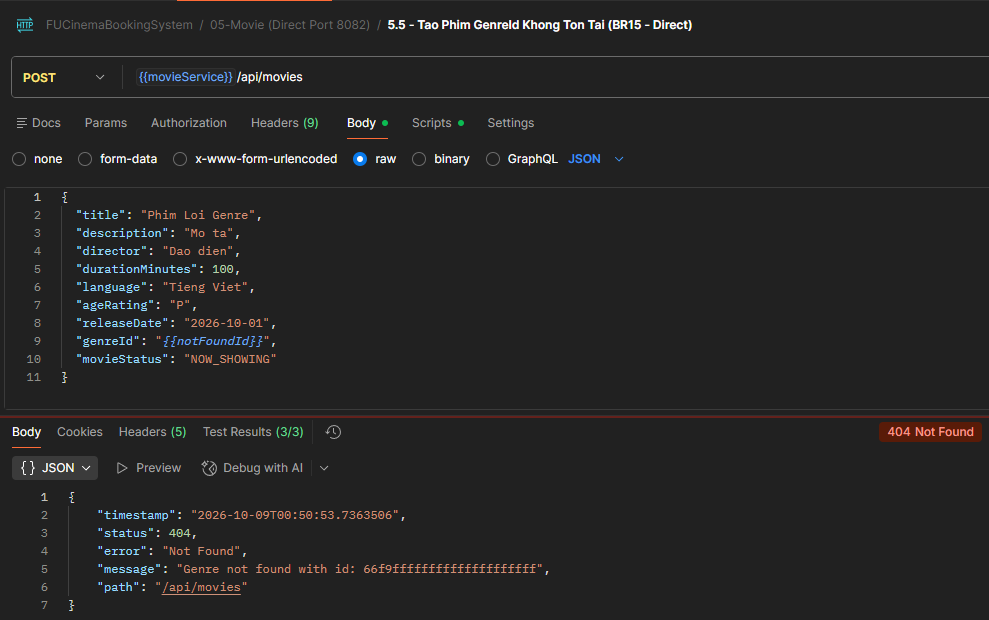 HTTP FUCinemaBookingSystem / 05-Movie (Direct Port 8082) / 5.5 - Tao Phim GenreId Khong Ton Tai (BR15 - Direct)
POST {{movieService}} /api/movies
Docs Params Authorization Headers (9) Body Scripts Settings
none form-data x-www-form-urlencoded raw binary GraphQL JSON
1 {
2 "title": "Phim Loi Genre",
3 "description": "Mo ta",
4 "director": "Dao dien",
5 "durationMinutes": 100,
6 "language": "Tieng Viet",
7 "ageRating": "P",
8 "releaseDate": "2026-10-01",
9 "genreId": "{{notFoundId}}",
10 "movieStatus": "NOW_SHOWING"
11 }
Body Cookies Headers (5) Test Results (3/3) 404 Not Found
{} JSON Preview Debug with AI
1 {
2 "timestamp": "2026-10-09T00:50:53.7363506",
3 "status": 404,
4 "error": "Not Found",
5 "message": "Genre not found with id: 66f9ffffffffffffffffffff",
6 "path": "/api/movies"
7 }